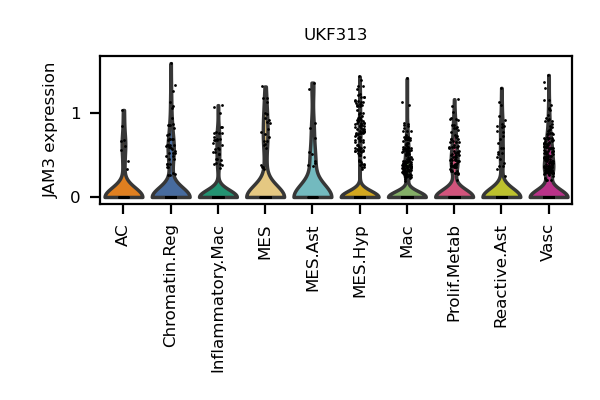 UKF313
JAM3 expression
1
0
AC
Chromatin.Reg
Inflammatory.Mac
MES
MES.Ast
MES.Hyp
Mac
Prolif.Metab
Reactive.Ast
Vasc